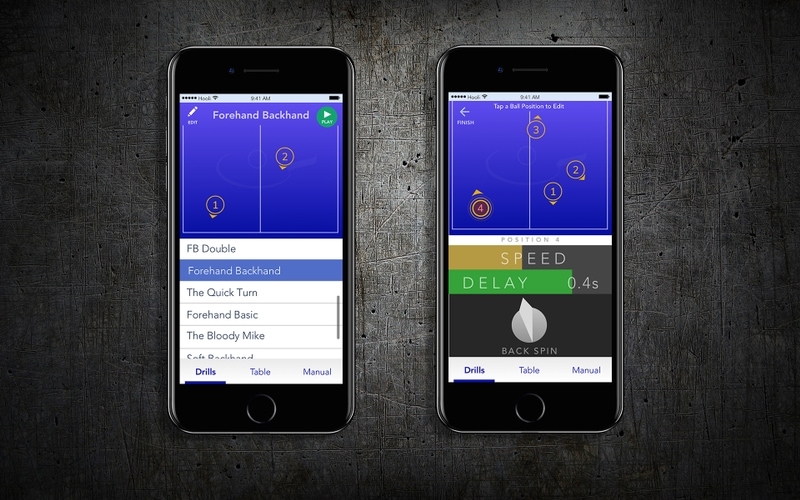 Hooli 9:41 AM
EDIT
Forehand Backhand
PLAY
2
1
FB Double
Forehand Backhand
The Quick Turn
Forehand Basic
The Bloody Mike
Soft Backhand
Drills Table Manual
Hooli 9:41 AM
Tap a Ball Position to Edit
FINISH
3
2
1
4
POSITION 4
SPEED
DELAY 0.4s
BACK SPIN
Drills Table Manual